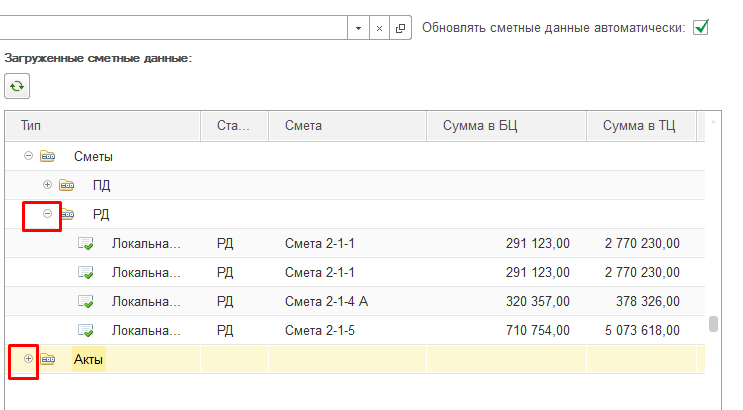 Обновлять сметные данные автоматически:
Загруженные сметные данные:
Тип Ста... Смета Сумма в БЦ Сумма в ТЦ
Сметы
ПД
РД
Локальна... РД Смета 2-1-1 291 123,00 2 770 230,00
Локальна... РД Смета 2-1-1 291 123,00 2 770 230,00
Локальна... РД Смета 2-1-4 А 320 357,00 378 326,00
Локальна... РД Смета 2-1-5 710 754,00 5 073 618,00
Акты